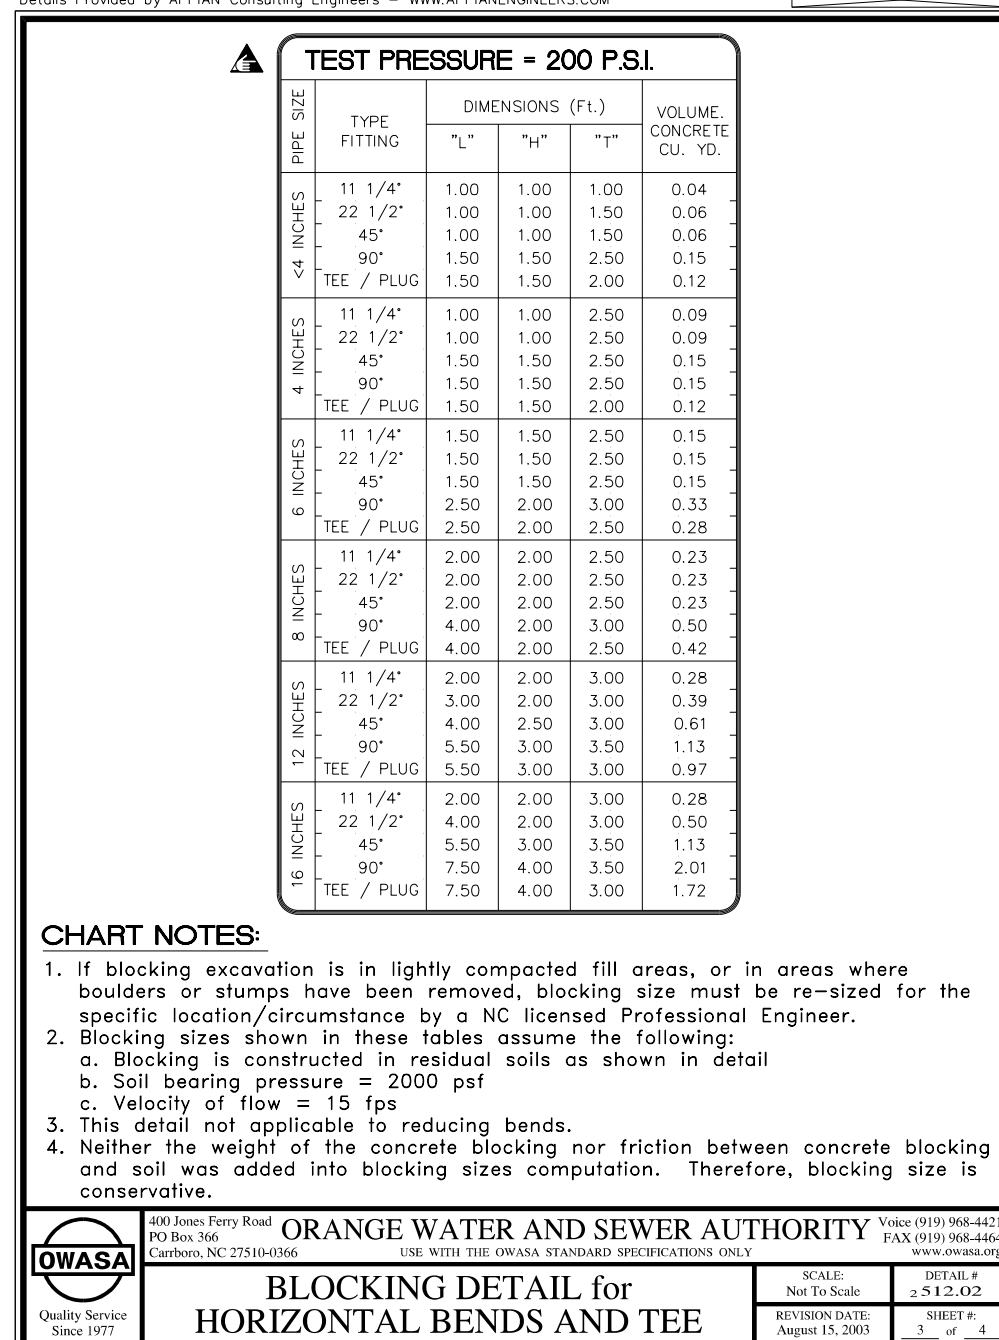 Details Provided by APPIAN Consulting Engineers – WWW.APPIANENGINEERS.COM
TEST PRESSURE = 200 P.S.I.
PIPE SIZE
TYPE FITTING
DIMENSIONS (Ft.)
"L" "H" "T"
VOLUME. CONCRETE CU. YD.
<4 INCHES
11 1/4° 1.00 1.00 1.00 0.04
22 1/2° 1.00 1.00 1.50 0.06
45° 1.00 1.00 1.50 0.06
90° 1.50 1.50 2.50 0.15
TEE / PLUG 1.50 1.50 2.00 0.12
4 INCHES
11 1/4° 1.00 1.00 2.50 0.09
22 1/2° 1.00 1.00 2.50 0.09
45° 1.50 1.50 2.50 0.15
90° 1.50 1.50 2.50 0.15
TEE / PLUG 1.50 1.50 2.00 0.12
6 INCHES
11 1/4° 1.50 1.50 2.50 0.15
22 1/2° 1.50 1.50 2.50 0.15
45° 1.50 1.50 2.50 0.15
90° 2.50 2.00 3.00 0.33
TEE / PLUG 2.50 2.00 2.50 0.28
8 INCHES
11 1/4° 2.00 2.00 2.50 0.23
22 1/2° 2.00 2.00 2.50 0.23
45° 2.00 2.00 2.50 0.23
90° 4.00 2.00 3.00 0.50
TEE / PLUG 4.00 2.00 2.50 0.42
12 INCHES
11 1/4° 2.00 2.00 3.00 0.28
22 1/2° 3.00 2.00 3.00 0.39
45° 4.00 2.50 3.00 0.61
90° 5.50 3.00 3.50 1.13
TEE / PLUG 5.50 3.00 3.00 0.97
16 INCHES
11 1/4° 2.00 2.00 3.00 0.28
22 1/2° 4.00 2.00 3.00 0.50
45° 5.50 3.00 3.50 1.13
90° 7.50 4.00 3.50 2.01
TEE / PLUG 7.50 4.00 3.00 1.72
CHART NOTES:
1. If blocking excavation is in lightly compacted fill areas, or in areas where
boulders or stumps have been removed, blocking size must be re-sized for the
specific location/circumstance by a NC licensed Professional Engineer.
2. Blocking sizes shown in these tables assume the following:
a. Blocking is constructed in residual soils as shown in detail
b. Soil bearing pressure = 2000 psf
c. Velocity of flow = 15 fps
3. This detail not applicable to reducing bends.
4. Neither the weight of the concrete blocking nor friction between concrete blocking
and soil was added into blocking sizes computation. Therefore, blocking size is
conservative.
OWASA
Quality Service
Since 1977
400 Jones Ferry Road
PO Box 366
Carrboro, NC 27510-0366
ORANGE WATER AND SEWER AUTHORITY
USE WITH THE OWASA STANDARD SPECIFICATIONS ONLY
Voice (919) 968-4421
FAX (919) 968-4464
www.owasa.org
BLOCKING DETAIL for
HORIZONTAL BENDS AND TEE
SCALE:
Not To Scale
DETAIL #
2 512.02
REVISION DATE:
August 15, 2003
SHEET #:
3 of 4